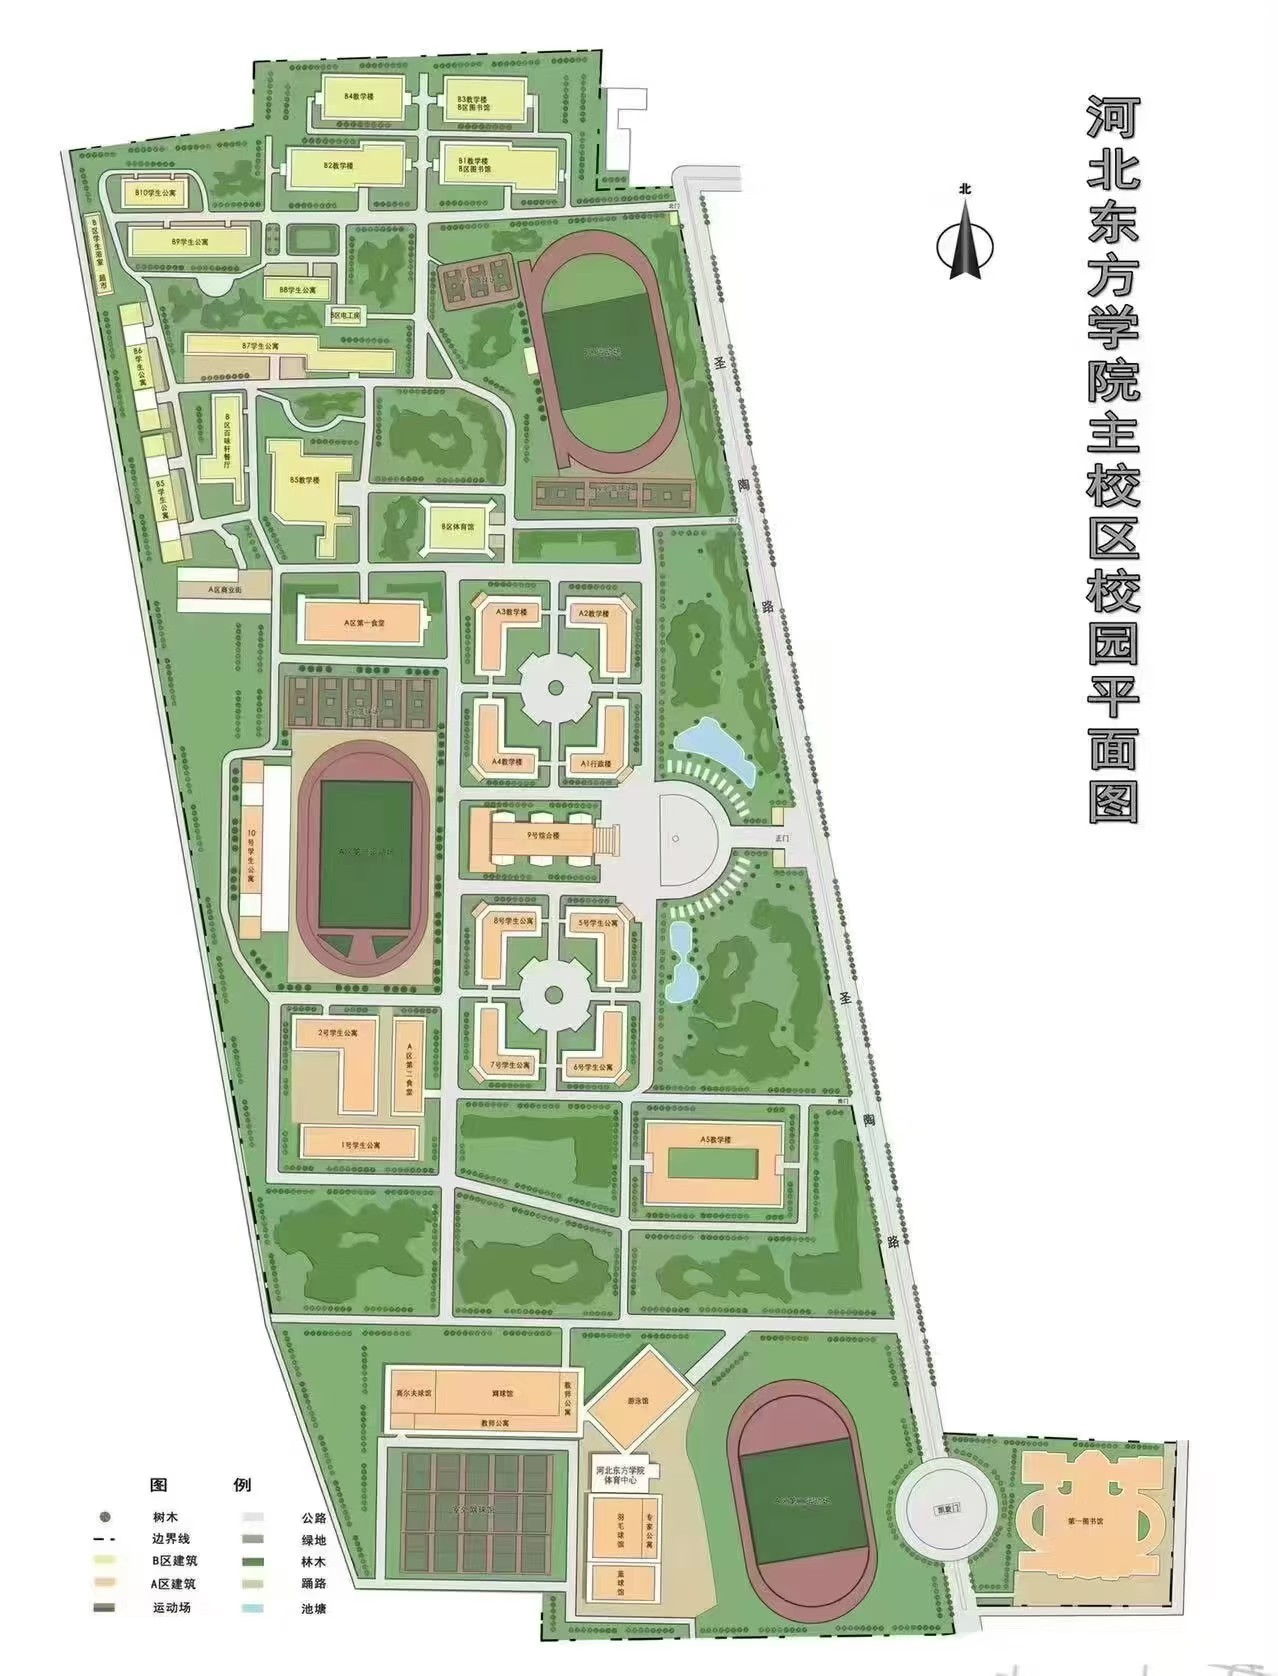 河北东方学院主校区校园平面图
北
B4教学楼
B3教学楼
B区图书馆
B2教学楼
B1教学楼
B区图书馆
B10学生公寓
北门
B区学生浴室 超市
B9学生公寓
B8学生公寓
B区电工房
B7学生公寓
B6学生公寓
圣
B区百味轩餐厅
B5教学楼
B5学生公寓
陶
B区体育馆
中门
A区商业街
A区第一食堂
A3教学楼
A2教学楼
路
A4教学楼
A1行政楼
10号学生公寓
9号综合楼
正门
8号学生公寓
5号学生公寓
圣
2号学生公寓
A区第二食堂
7号学生公寓
6号学生公寓
南门
陶
1号学生公寓
A5教学楼
路
高尔夫球馆
网球馆
教师公寓
教师公寓
游泳馆
河北东方学院
体育中心
羽毛球馆
专家公寓
篮球馆
凯旋门
第一图书馆
图 例
树木
公路
边界线
绿地
B区建筑
林木
A区建筑
踊路
运动场
池塘